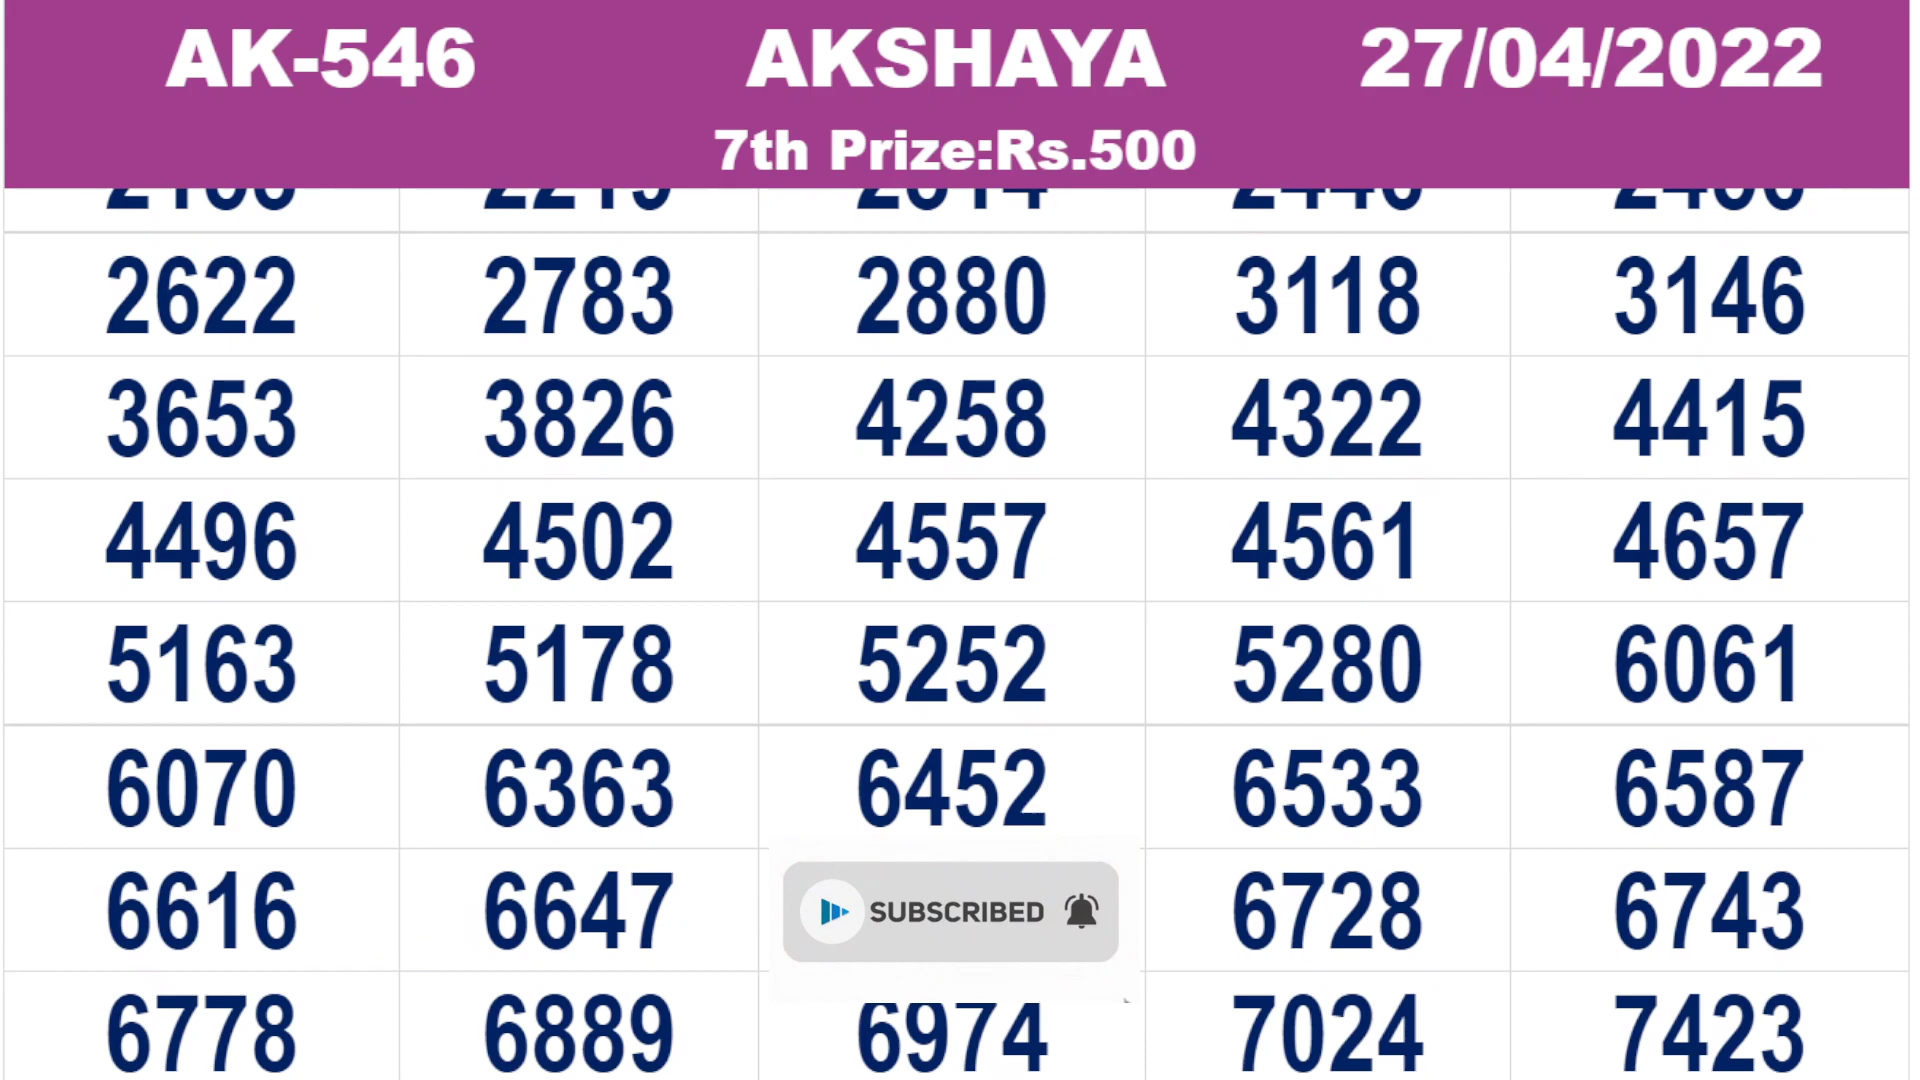 AK-546 AKSHAYA 27/04/2022
7th Prize:Rs.500
2622 2783 2880 3118 3146
3653 3826 4258 4322 4415
4496 4502 4557 4561 4657
5163 5178 5252 5280 6061
6070 6363 6452 6533 6587
6616 6647 SUBSCRIBED 6728 6743
6778 6889 6974 7024 7423